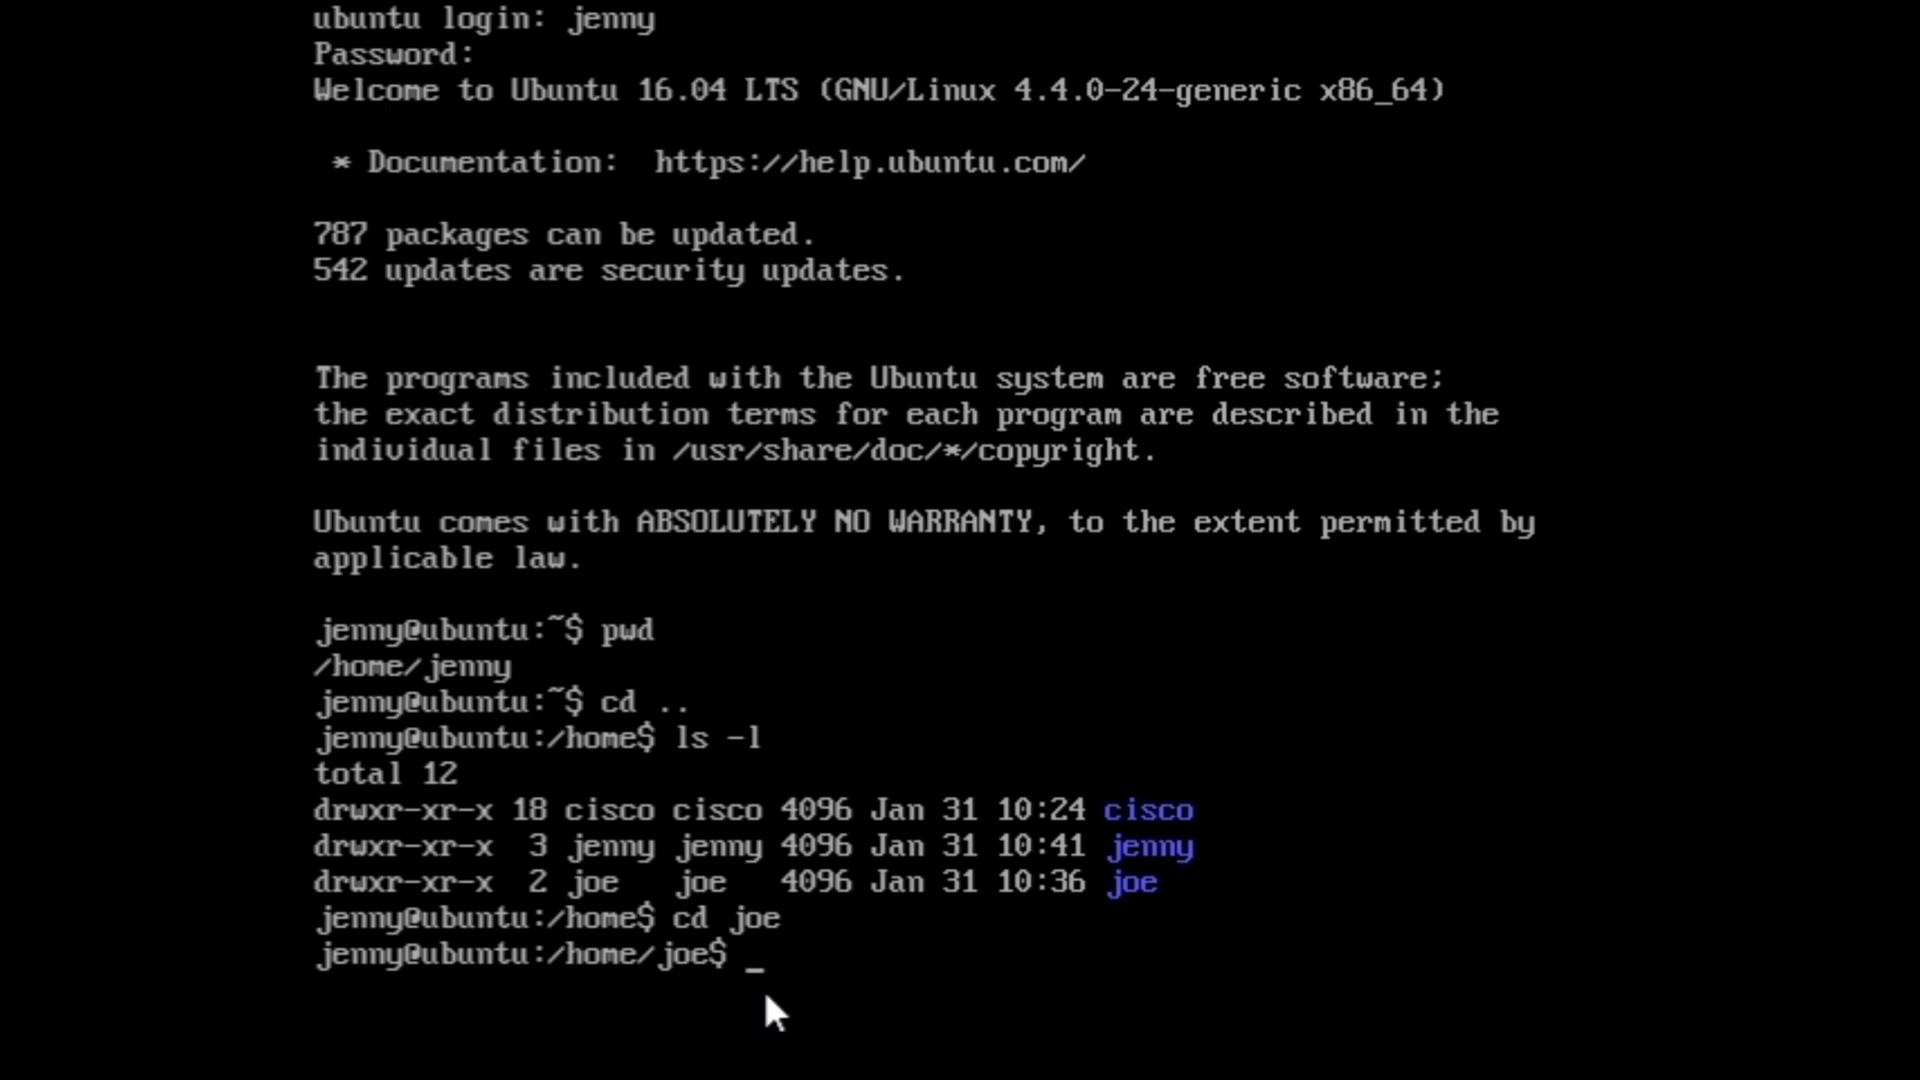 ubuntu login: jenny
Password:
Welcome to Ubuntu 16.04 LTS (GNU/Linux 4.4.0-24-generic x86_64)
* Documentation:  https://help.ubuntu.com/
787 packages can be updated.
542 updates are security updates.
The programs included with the Ubuntu system are free software;
the exact distribution terms for each program are described in the
individual files in /usr/share/doc/*/copyright.
Ubuntu comes with ABSOLUTELY NO WARRANTY, to the extent permitted by
applicable law.
jenny@ubuntu:~$ pwd
/home/jenny
jenny@ubuntu:~$ cd ..
jenny@ubuntu:/home$ ls -l
total 12
drwxr-xr-x 18 cisco cisco 4096 Jan 31 10:24 cisco
drwxr-xr-x  3 jenny jenny 4096 Jan 31 10:41 jenny
drwxr-xr-x  2 joe   joe   4096 Jan 31 10:36 joe
jenny@ubuntu:/home$ cd joe
jenny@ubuntu:/home/joe$ _